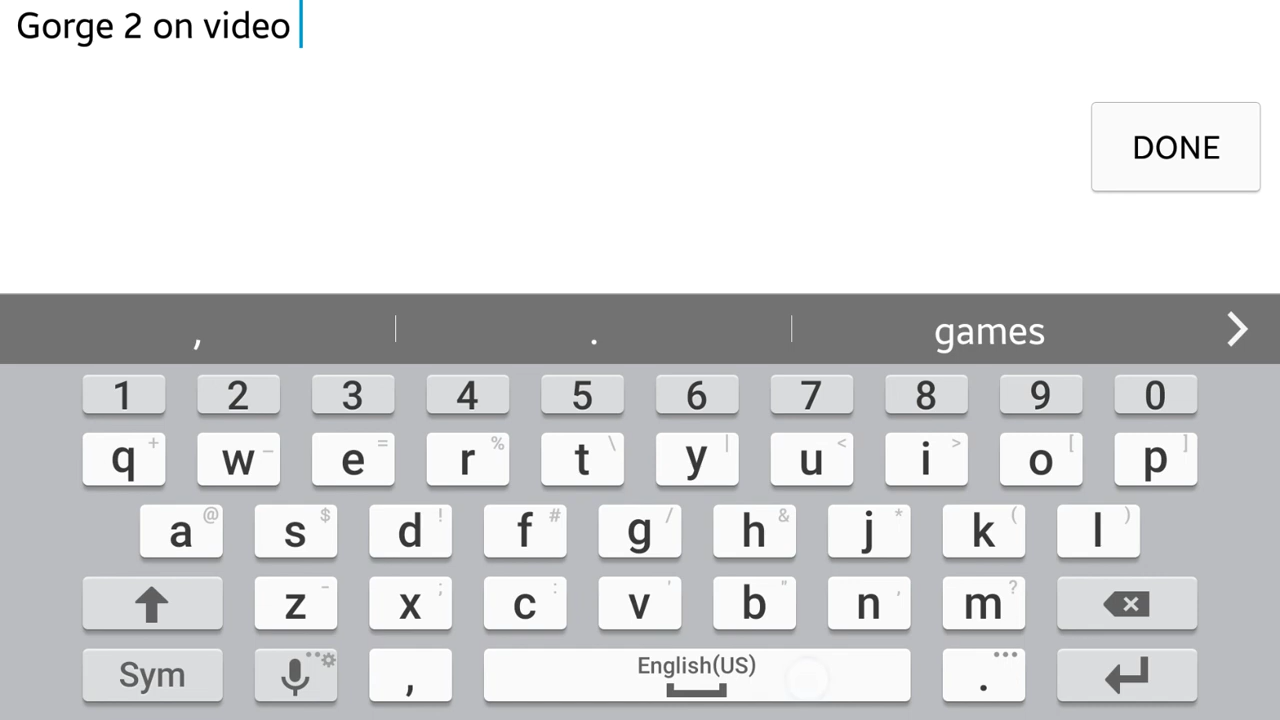 Gorge 2 on video
DONE
, . games
1 2 3 4 5 6 7 8 9 0
q + w _ e = r % t \ y | u < i > o [ p ]
a @ s $ d ! f # g / h & j * k ( l )
z - x ; c : v ' b " n , m ?
Sym , English(US) .